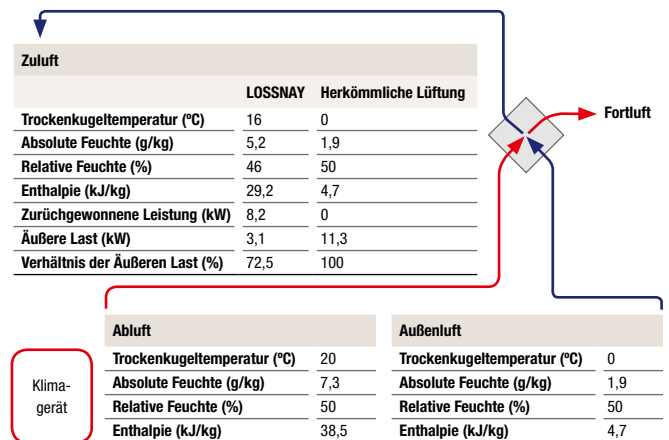 Zuluft
LOSSNAY Herkömmliche Lüftung
Trockenkugeltemperatur (ºC) 16 0
Absolute Feuchte (g/kg) 5,2 1,9
Relative Feuchte (%) 46 50
Enthalpie (kJ/kg) 29,2 4,7
Zurüchgewonnene Leistung (kW) 8,2 0
Äußere Last (kW) 3,1 11,3
Verhältnis der Äußeren Last (%) 72,5 100
Fortluft
Abluft
Trockenkugeltemperatur (ºC) 20
Absolute Feuchte (g/kg) 7,3
Relative Feuchte (%) 50
Enthalpie (kJ/kg) 38,5
Außenluft
Trockenkugeltemperatur (ºC) 0
Absolute Feuchte (g/kg) 1,9
Relative Feuchte (%) 50
Enthalpie (kJ/kg) 4,7
Klima-
gerät